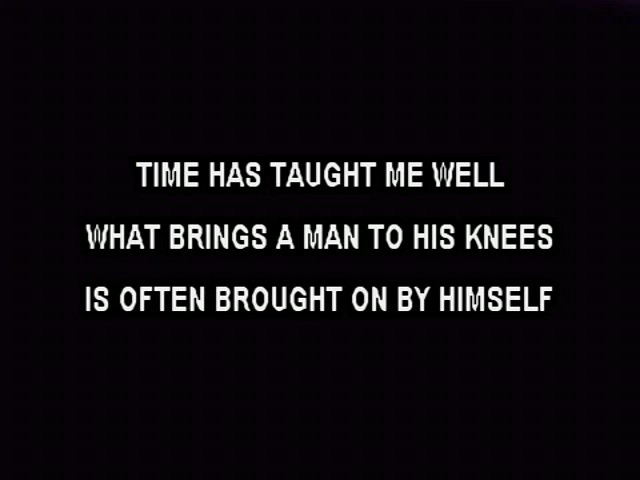 TIME HAS TAUGHT ME WELL
WHAT BRINGS A MAN TO HIS KNEES
IS OFTEN BROUGHT ON BY HIMSELF